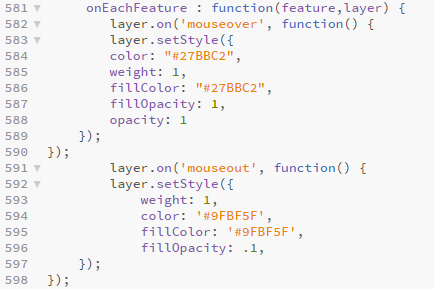 581 onEachFeature : function(feature,layer) {
582 layer.on('mouseover', function() {
583 layer.setStyle({
584 color: "#27BBC2",
585 weight: 1,
586 fillColor: "#27BBC2",
587 fillOpacity: 1,
588 opacity: 1
589 });
590 });
591 layer.on('mouseout', function() {
592 layer.setStyle({
593 weight: 1,
594 color: '#9FBF5F',
595 fillColor: '#9FBF5F',
596 fillOpacity: .1,
597 });
598 });